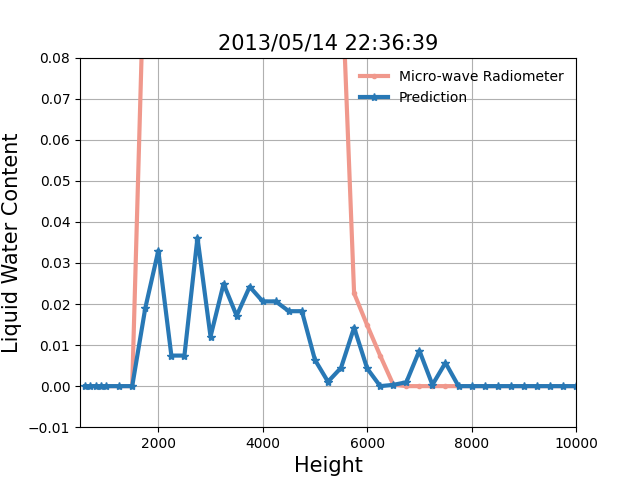 2013/05/14 22:36:39
Micro-wave Radiometer
Prediction
Liquid Water Content
0.08
0.07
0.06
0.05
0.04
0.03
0.02
0.01
0.00
−0.01
2000 4000 6000 8000 10000
Height